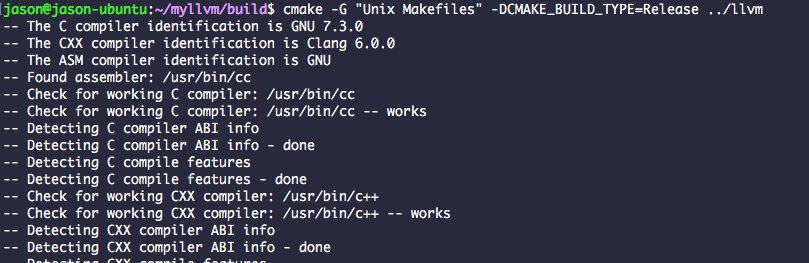 [jason@jason-ubuntu:~/myllvm/build$ cmake -G "Unix Makefiles" -DCMAKE_BUILD_TYPE=Release ../llvm
-- The C compiler identification is GNU 7.3.0
-- The CXX compiler identification is Clang 6.0.0
-- The ASM compiler identification is GNU
-- Found assembler: /usr/bin/cc
-- Check for working C compiler: /usr/bin/cc
-- Check for working C compiler: /usr/bin/cc -- works
-- Detecting C compiler ABI info
-- Detecting C compiler ABI info - done
-- Detecting C compile features
-- Detecting C compile features - done
-- Check for working CXX compiler: /usr/bin/c++
-- Check for working CXX compiler: /usr/bin/c++ -- works
-- Detecting CXX compiler ABI info
-- Detecting CXX compiler ABI info - done
-- Detecting CXX compile features